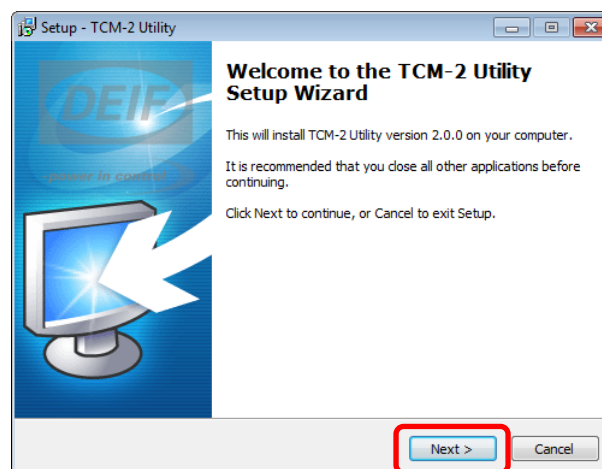 Setup - TCM-2 Utility
DEIF
power in control
Welcome to the TCM-2 Utility
Setup Wizard
This will install TCM-2 Utility version 2.0.0 on your computer.
It is recommended that you close all other applications before
continuing.
Click Next to continue, or Cancel to exit Setup.
Next >
Cancel